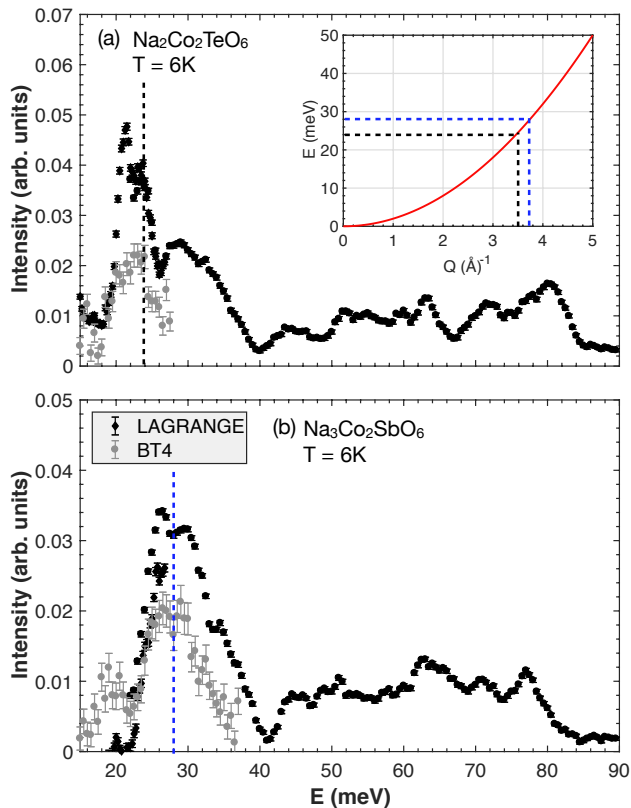 (a) Na₂Co₂TeO₆
T = 6K
0.07
0.06
0.05
0.04
0.03
0.02
0.01
0
Intensity (arb. units)
50
40
30
20
10
0
E (meV)
0 1 2 3 4 5
Q (Å)⁻¹
LAGRANGE
BT4
(b) Na₃Co₂SbO₆
T = 6K
0.05
0.04
0.03
0.02
0.01
0
Intensity (arb. units)
20 30 40 50 60 70 80 90
E (meV)